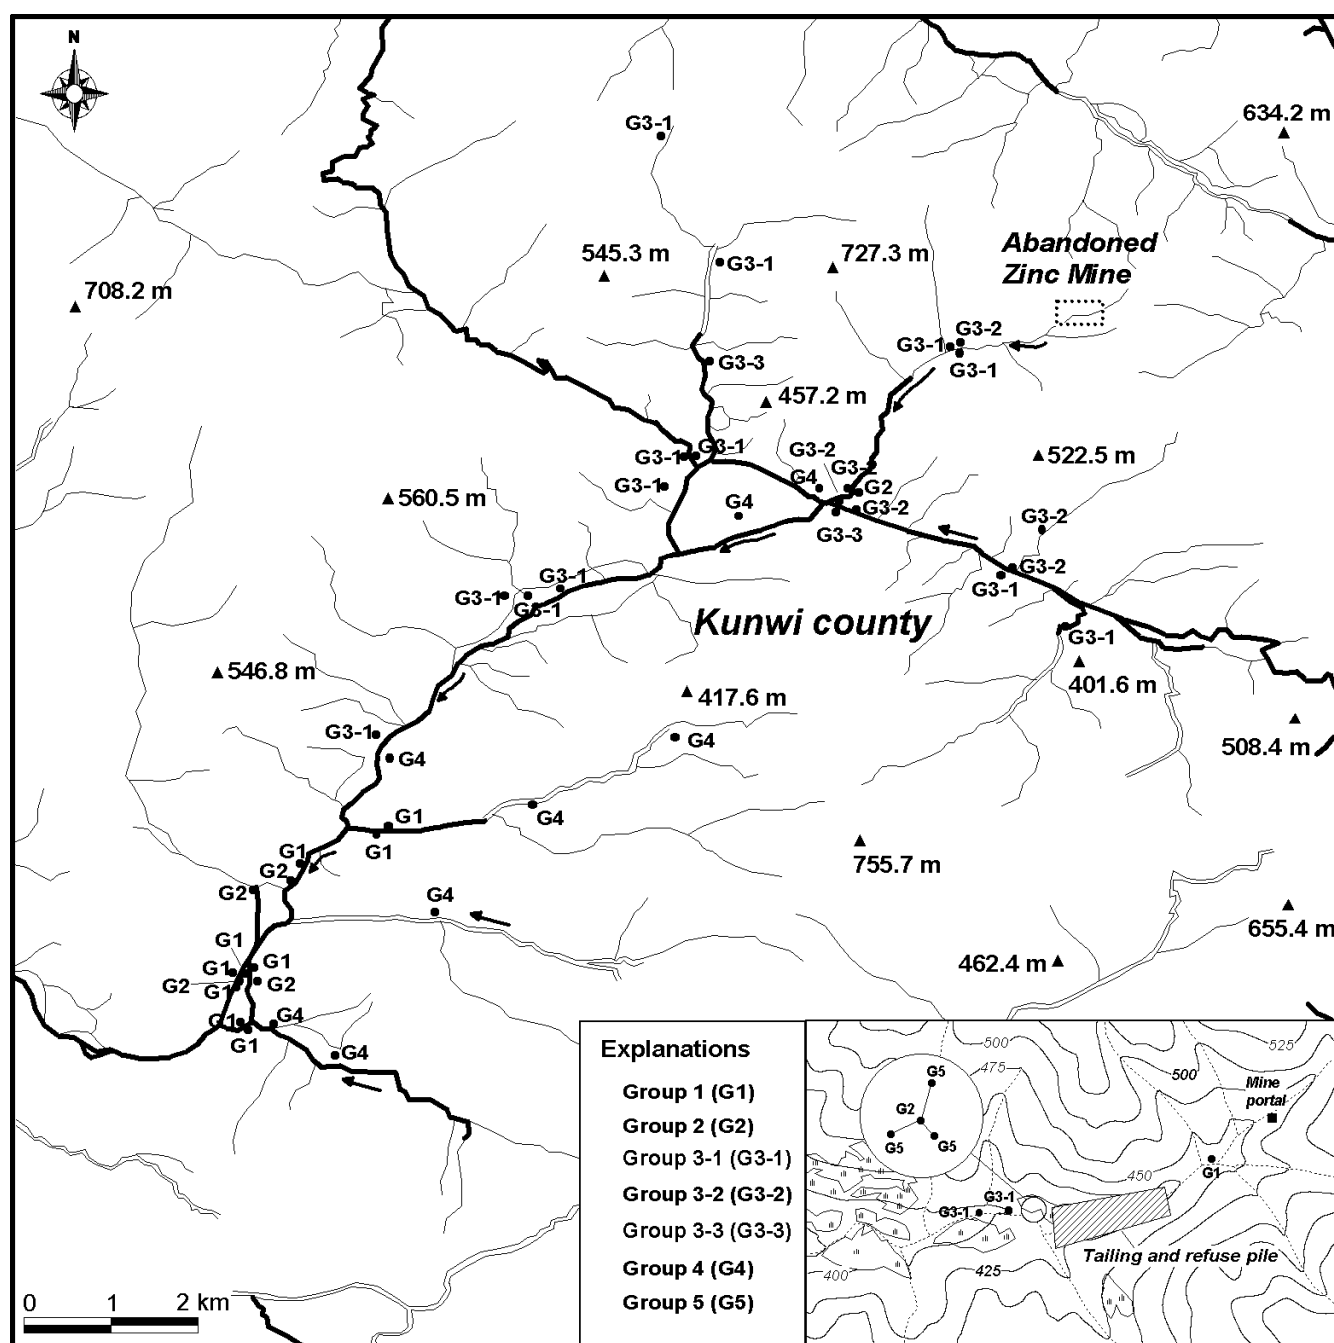 N
G3-1
634.2 m
545.3 m
G3-1
727.3 m
Abandoned
Zinc Mine
708.2 m
G3-2
G3-1
G3-1
G3-3
457.2 m
G3-1
G3-1
G3-2
G3-2
522.5 m
G3-1
G4
G2
560.5 m
G4
G3-2
G3-3
G3-2
G3-2
G3-1
G3-1
G3-1
G3-1
Kunwi county
G3-1
546.8 m
417.6 m
401.6 m
508.4 m
G3-1
G4
G4
G4
G1
G1
G1
755.7 m
G2
G2
G4
655.4 m
G1
462.4 m
G1
G1
G2
G1
G2
G1
G4
G1
G4
Explanations
Group 1 (G1)
Group 2 (G2)
Group 3-1 (G3-1)
Group 3-2 (G3-2)
Group 3-3 (G3-3)
Group 4 (G4)
Group 5 (G5)
500
525
475
500
Mine
portal
G5
G2
G5
G5
450
G1
G3-1
G3-1
Tailing and refuse pile
400
425
0 1 2 km